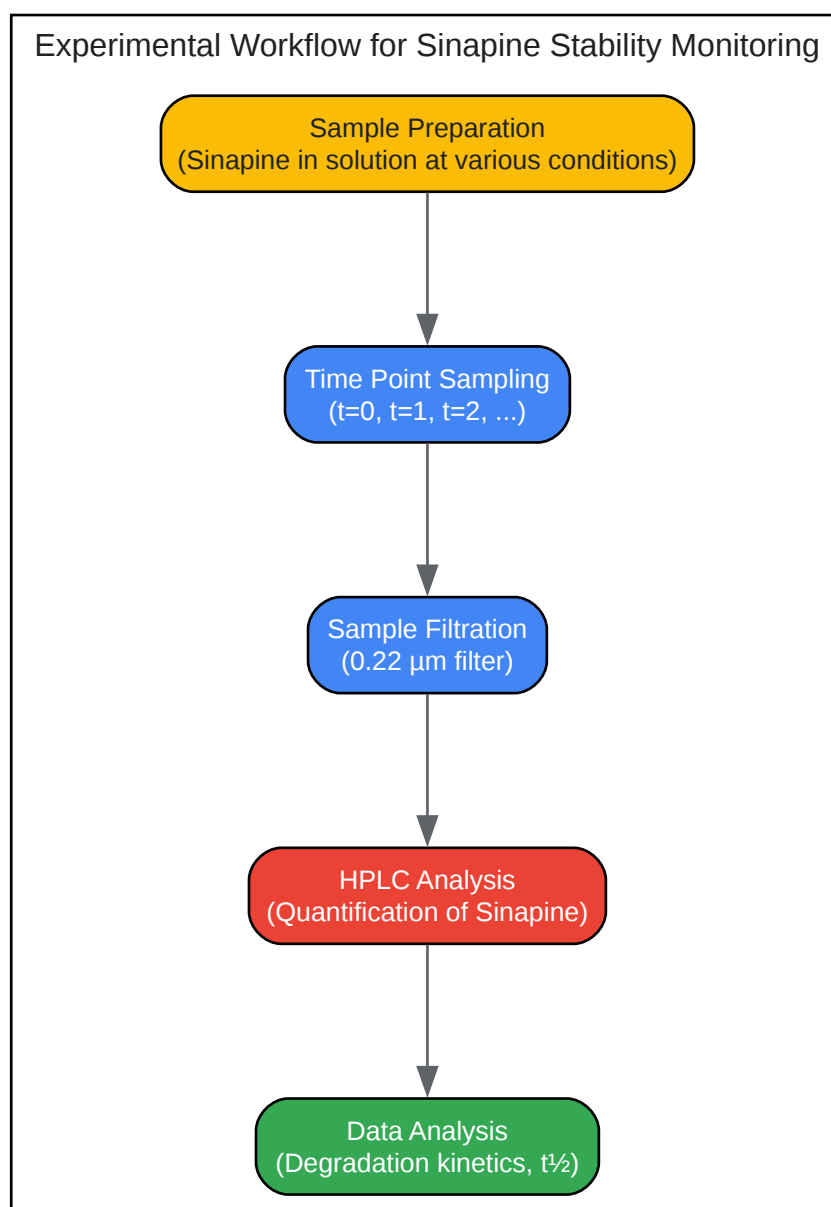 Experimental Workflow for Sinapine Stability Monitoring
Sample Preparation
(Sinapine in solution at various conditions)
Time Point Sampling
(t=0, t=1, t=2, ...)
Sample Filtration
(0.22 µm filter)
HPLC Analysis
(Quantification of Sinapine)
Data Analysis
(Degradation kinetics, t½)